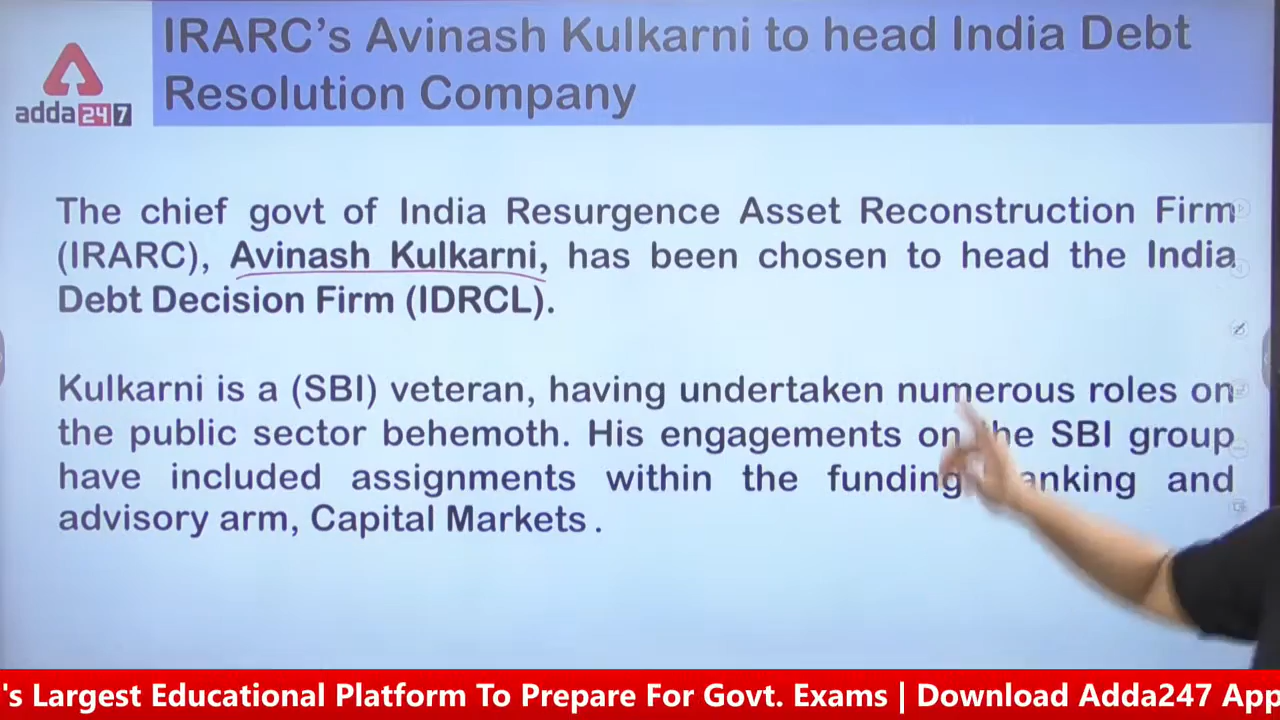 IRARC's Avinash Kulkarni to head India Debt
Resolution Company
adda247
The chief govt of India Resurgence Asset Reconstruction Firm
(IRARC), Avinash Kulkarni, has been chosen to head the India
Debt Decision Firm (IDRCL).
Kulkarni is a (SBI) veteran, having undertaken numerous roles on
the public sector behemoth. His engagements on the SBI group
have included assignments within the funding and
advisory arm, Capital Markets .
's Largest Educational Platform To Prepare For Govt. Exams | Download Adda247 App